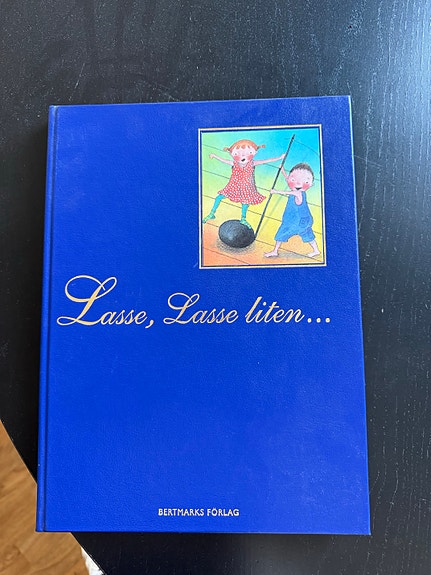 Lasse, Lasse liten...
BERTMARKS FÖRLAG